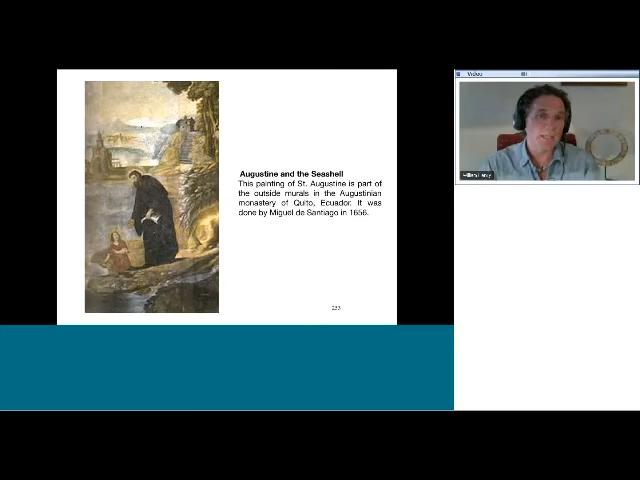 Augustine and the Seashell
This painting of St. Augustine is part of
the outside murals in the Augustinian
monastery of Quito, Ecuador. It was
done by Miguel de Santiago in 1656.
253
Video